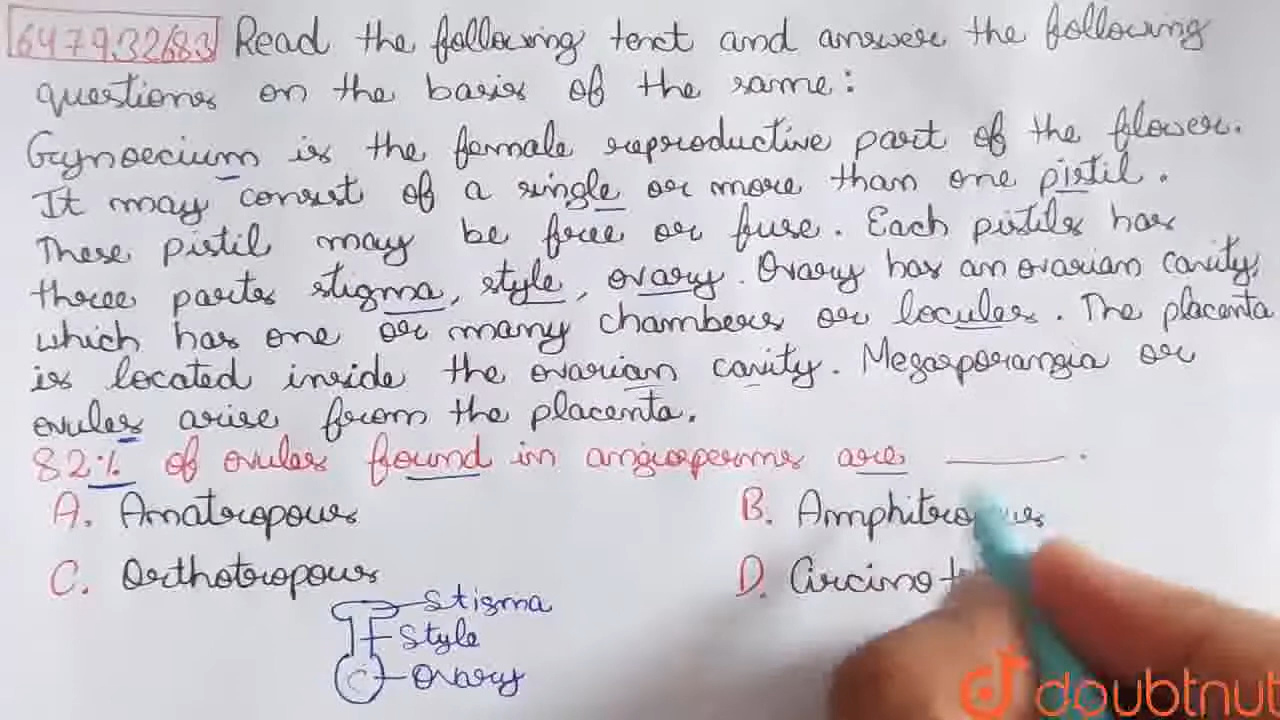 647932683 Read the following text and answer the following
questions on the basis of the same:
Gynoecium is the female reproductive part of the flower.
It may consist of a single or more than one pistil.
These pistil may be free or fuse. Each pistils has
three parts stigma, style, ovary. Ovary has an ovarian cavity,
which has one or many chambers or locules. The placenta
is located inside the ovarian cavity. Megasporangia or
ovules arise from the placenta.
82% of ovules found in angiosperms are ______.
A. Anatropous
B. Amphitropous
C. Orthotropous
D.
Stigma
Style
Ovary
doubtnut